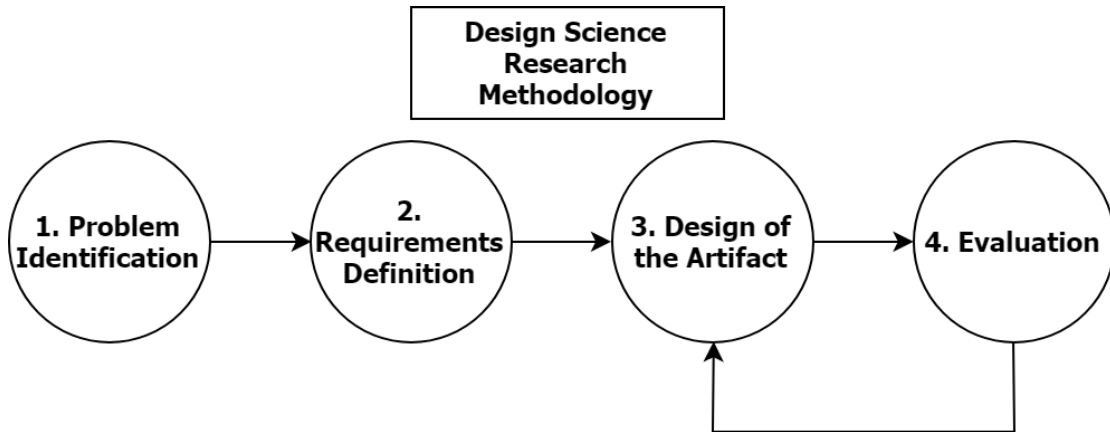 Design Science
Research
Methodology
1. Problem
Identification
2.
Requirements
Definition
3. Design of
the Artifact
4. Evaluation